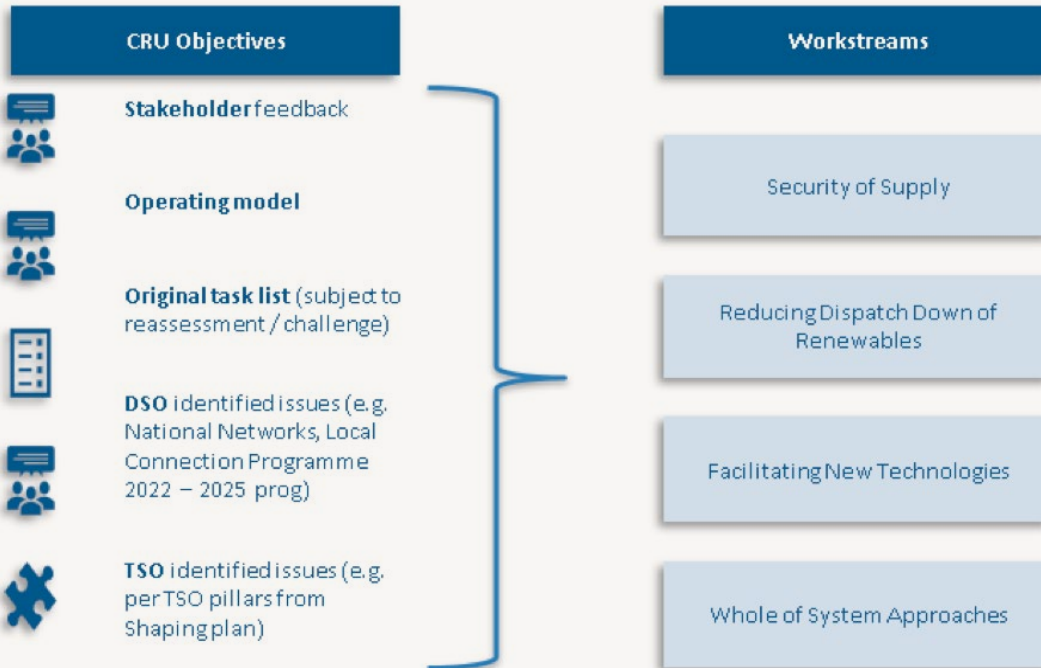 CRU Objectives
Stakeholder feedback
Operating model
Original task list (subject to
reassessment / challenge)
DSO identified issues (e.g.
National Networks, Local
Connection Programme
2022 – 2025 prog)
TSO identified issues (e.g.
per TSO pillars from
Shaping plan)
Workstreams
Security of Supply
Reducing Dispatch Down of
Renewables
Facilitating New Technologies
Whole of System Approaches